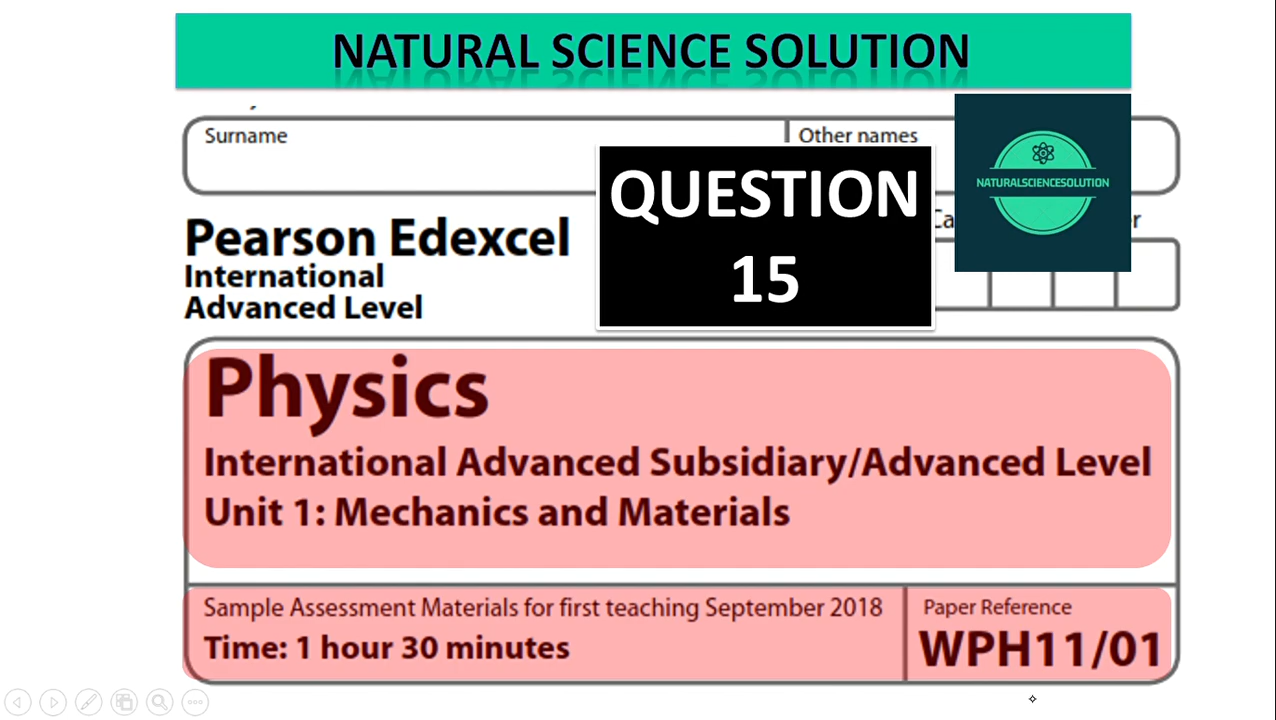 NATURAL SCIENCE SOLUTION
Surname
Other names
QUESTION
15
NATURALSCIENCESOLUTION
Pearson Edexcel
International
Advanced Level
Physics
International Advanced Subsidiary/Advanced Level
Unit 1: Mechanics and Materials
Sample Assessment Materials for first teaching September 2018
Time: 1 hour 30 minutes
Paper Reference
WPH11/01